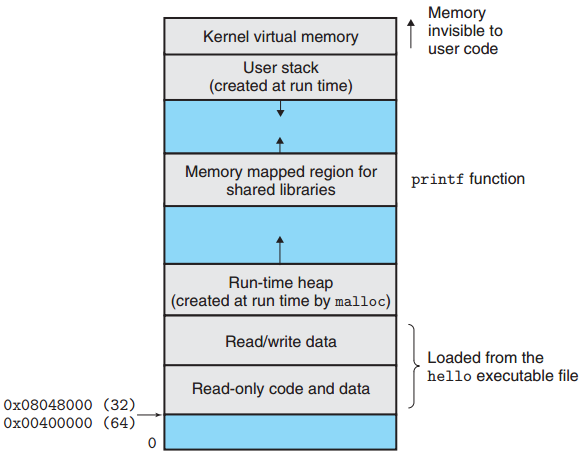 Kernel virtual memory
Memory
invisible to
user code
User stack
(created at run time)
Memory mapped region for
shared libraries
printf function
Run-time heap
(created at run time by malloc)
Read/write data
Loaded from the
hello executable file
Read-only code and data
0x08048000 (32)
0x00400000 (64)
0